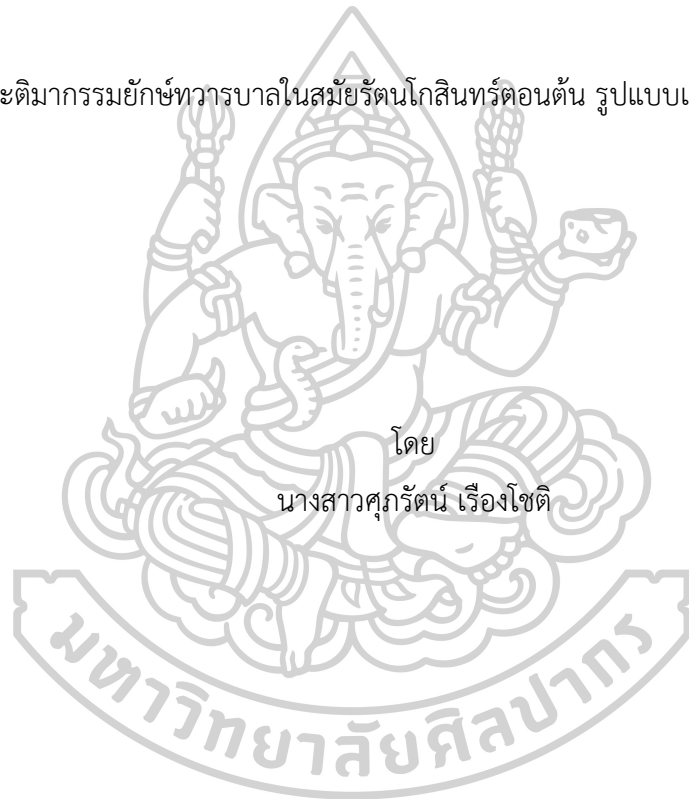 ะติมากรรมยักษ์ทวารบาลในสมัยรัตนโกสินทร์ตอนต้น รูปแบบแ
โดย
นางสาวศุภรัตน์ เรืองโชติ
มหาวิทยาลัยศิลปากร